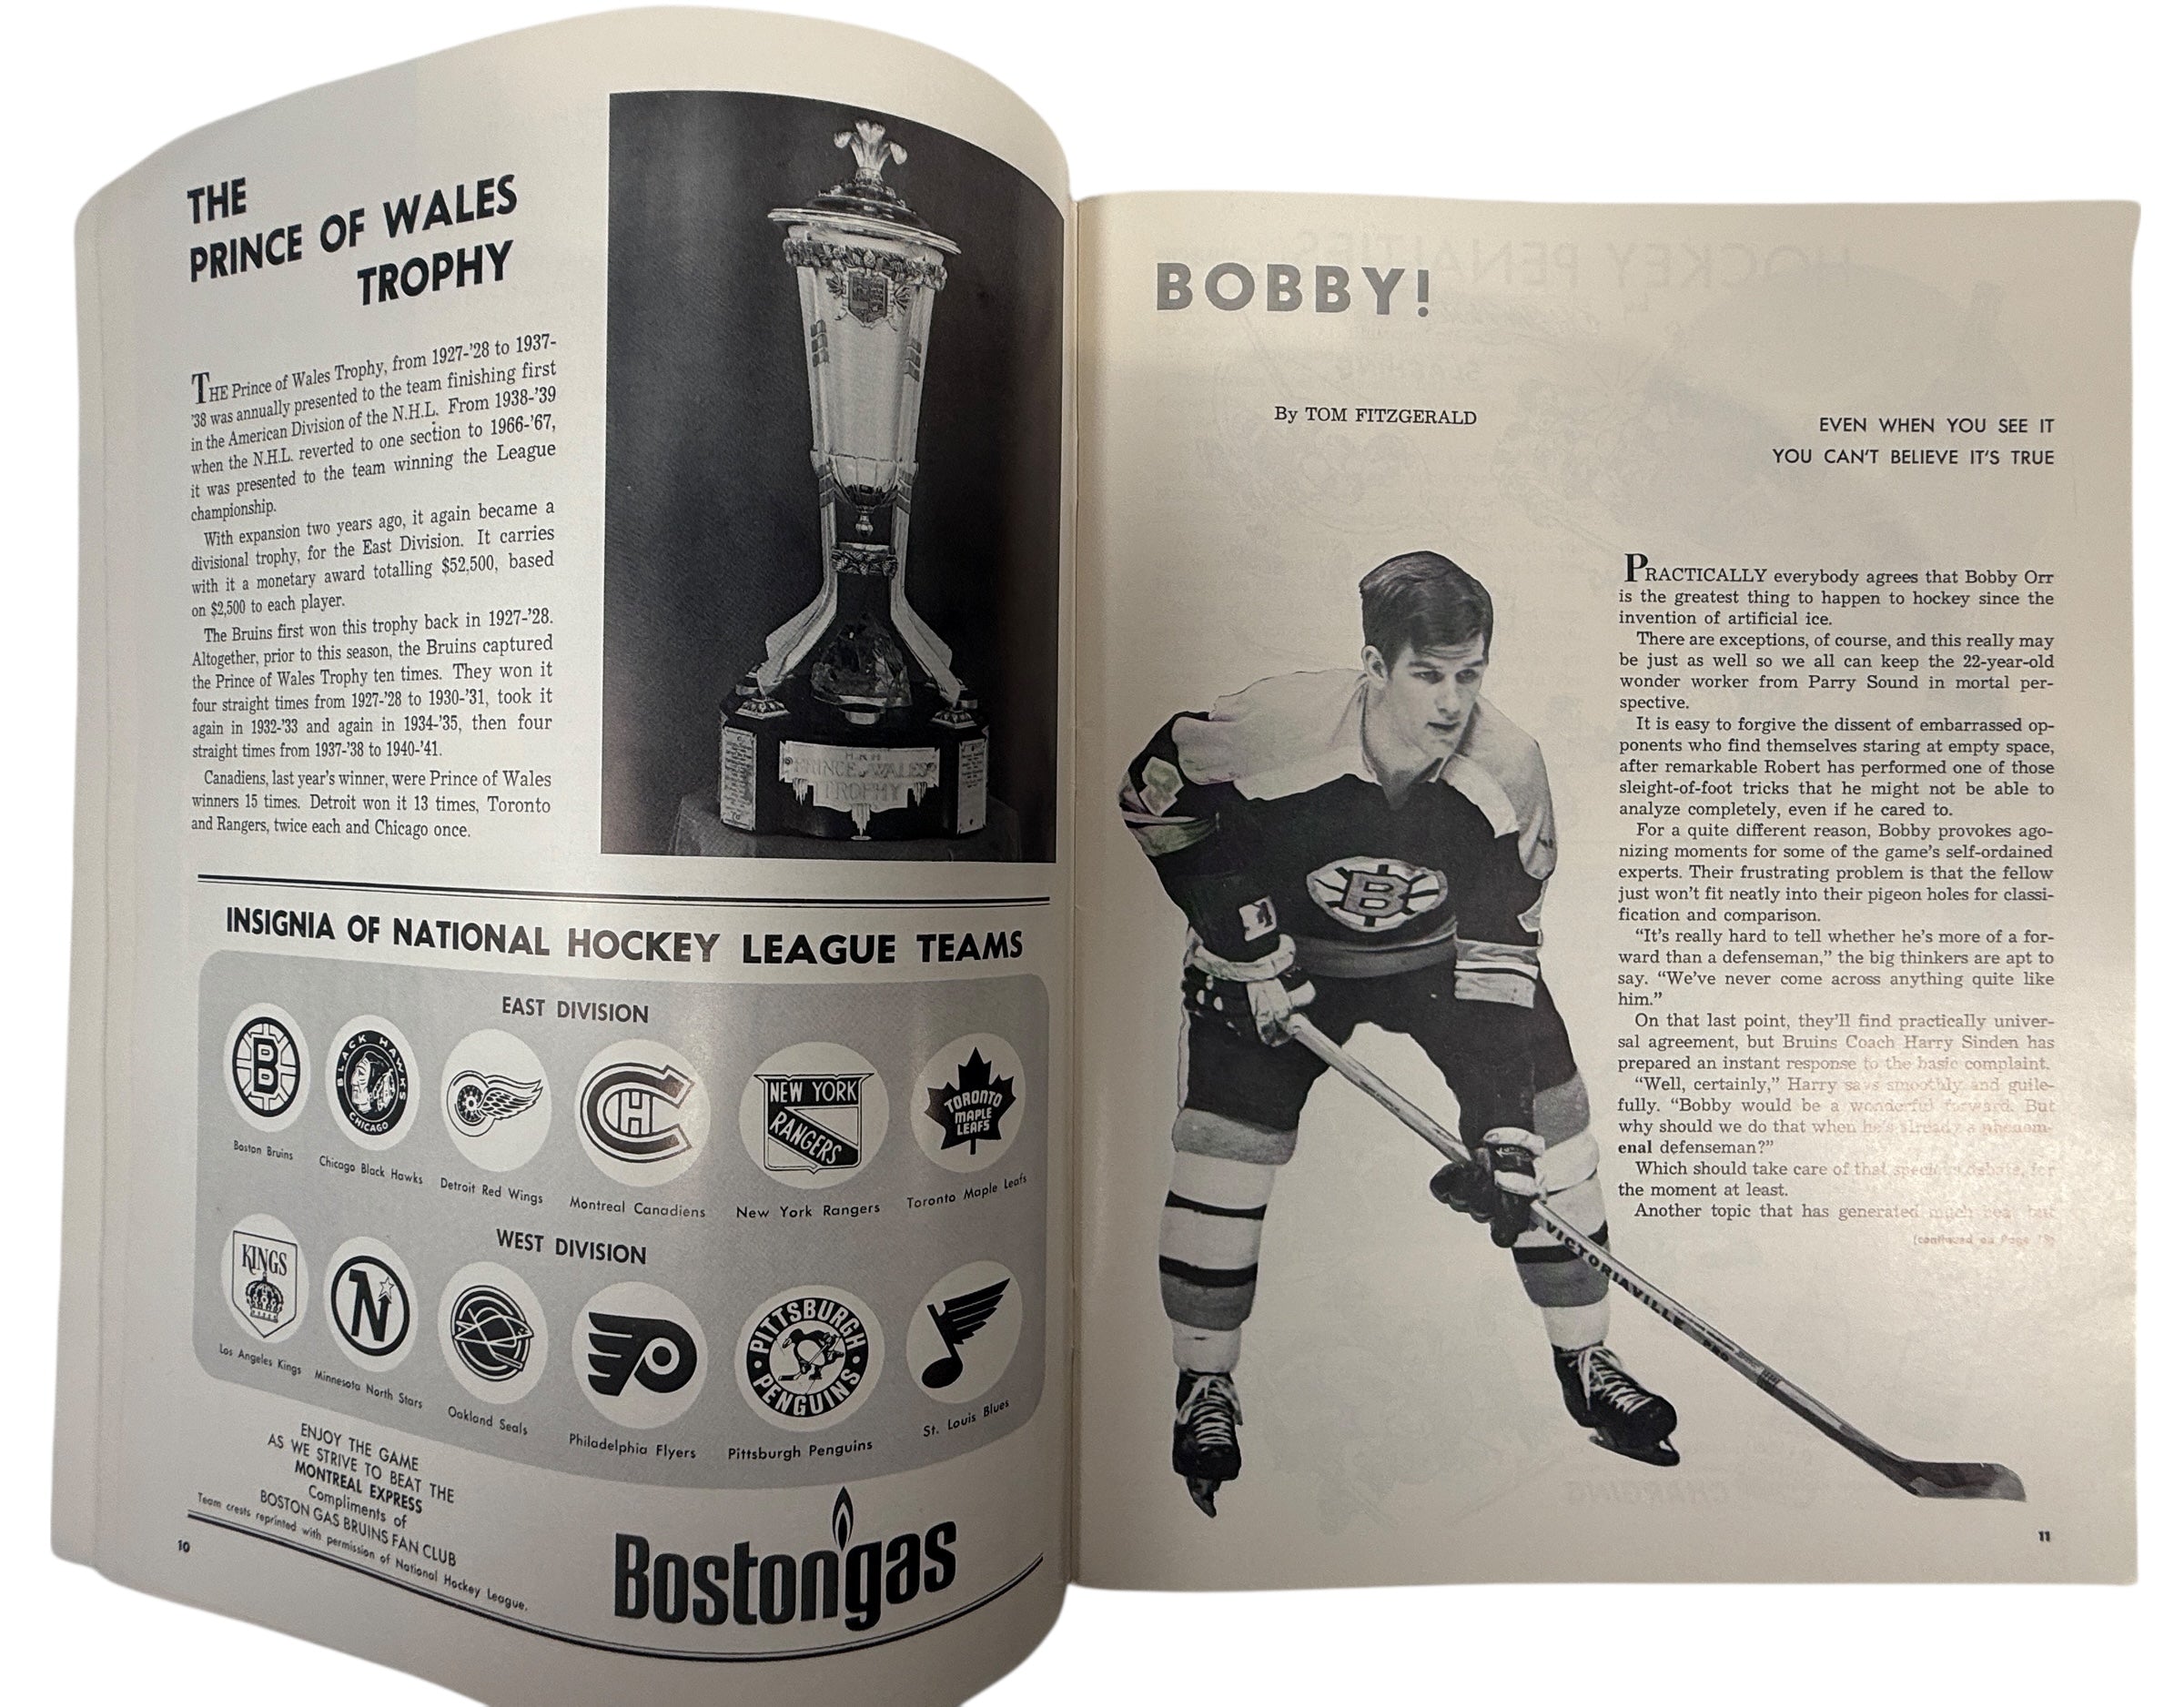 THE
PRINCE OF WALES
TROPHY
THE Prince of Wales Trophy, from 1927-'28 to 1937-
'38 was annually presented to the team finishing first
in the American Division of the N.H.L. From 1938-'39
when the N.H.L. reverted to one section to 1966-'67,
it was presented to the team winning the League
championship.
With expansion two years ago, it again became a
divisional trophy, for the East Division. It carries
with it a monetary award totalling $52,500, based
on $2,500 to each player.
The Bruins first won this trophy back in 1927-'28.
Altogether, prior to this season, the Bruins captured
the Prince of Wales Trophy ten times. They won it
four straight times from 1927-'28 to 1930-'31, took it
again in 1932-'33 and again in 1934-'35, then four
straight times from 1937-'38 to 1940-'41.
Canadiens, last year's winner, were Prince of Wales
winners 15 times. Detroit won it 13 times, Toronto
and Rangers, twice each and Chicago once.
H.R.H.
PRINCE of WALES
TROPHY
INSIGNIA OF NATIONAL HOCKEY LEAGUE TEAMS
EAST DIVISION
B
BLACK HAWKS
CHICAGO
CH
NEW YORK
RANGERS
TORONTO
MAPLE
LEAFS
Boston Bruins
Chicago Black Hawks
Detroit Red Wings
Montreal Canadiens
New York Rangers
Toronto Maple Leafs
WEST DIVISION
KINGS
N
P
PITTSBURGH
PENGUINS
Los Angeles Kings
Minnesota North Stars
Oakland Seals
Philadelphia Flyers
Pittsburgh Penguins
St. Louis Blues
ENJOY THE GAME
AS WE STRIVE TO BEAT THE
MONTREAL EXPRESS
Compliments of
BOSTON GAS BRUINS FAN CLUB
Team crests reprinted with permission of National Hockey League.
Bostongas
10
BOBBY!
By TOM FITZGERALD
EVEN WHEN YOU SEE IT
YOU CAN'T BELIEVE IT'S TRUE
PRACTICALLY everybody agrees that Bobby Orr
is the greatest thing to happen to hockey since the
invention of artificial ice.
There are exceptions, of course, and this really may
be just as well so we all can keep the 22-year-old
wonder worker from Parry Sound in mortal per-
spective.
It is easy to forgive the dissent of embarrassed op-
ponents who find themselves staring at empty space,
after remarkable Robert has performed one of those
sleight-of-foot tricks that he might not be able to
analyze completely, even if he cared to.
For a quite different reason, Bobby provokes ago-
nizing moments for some of the game's self-ordained
experts. Their frustrating problem is that the fellow
just won't fit neatly into their pigeon holes for classi-
fication and comparison.
"It's really hard to tell whether he's more of a for-
ward than a defenseman," the big thinkers are apt to
say. "We've never come across anything quite like
him."
On that last point, they'll find practically univer-
sal agreement, but Bruins Coach Harry Sinden has
prepared an instant response to the basic complaint.
"Well, certainly," Harry says smoothly and guile-
fully. "Bobby would be a wonderful forward. But
why should we do that when he's already a phenom-
enal defenseman?"
Which should take care of that specific debate, for
the moment at least.
Another topic that has generated much heat but
(continued on Page
B
4
VICTORIAVILLE PRO
11
HOCKEY PENALTIES
SLASHING
CHARGING